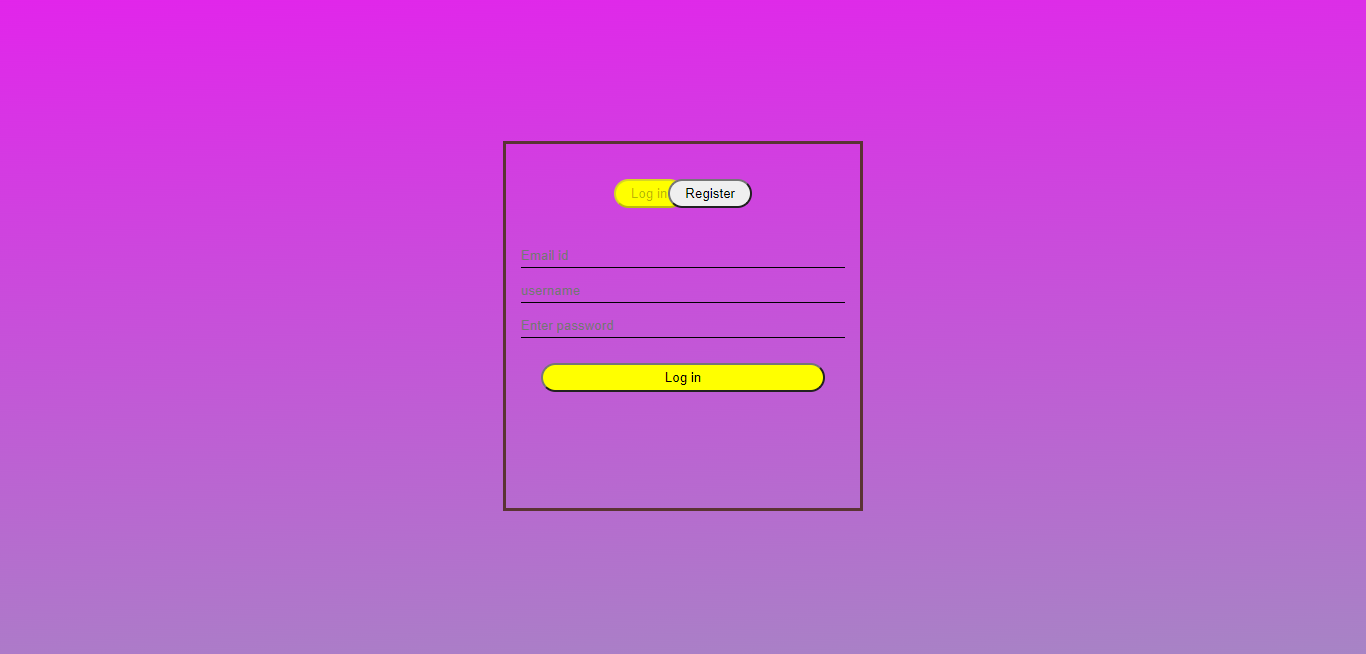 Log in Register
Email id
username
Enter password
Log in